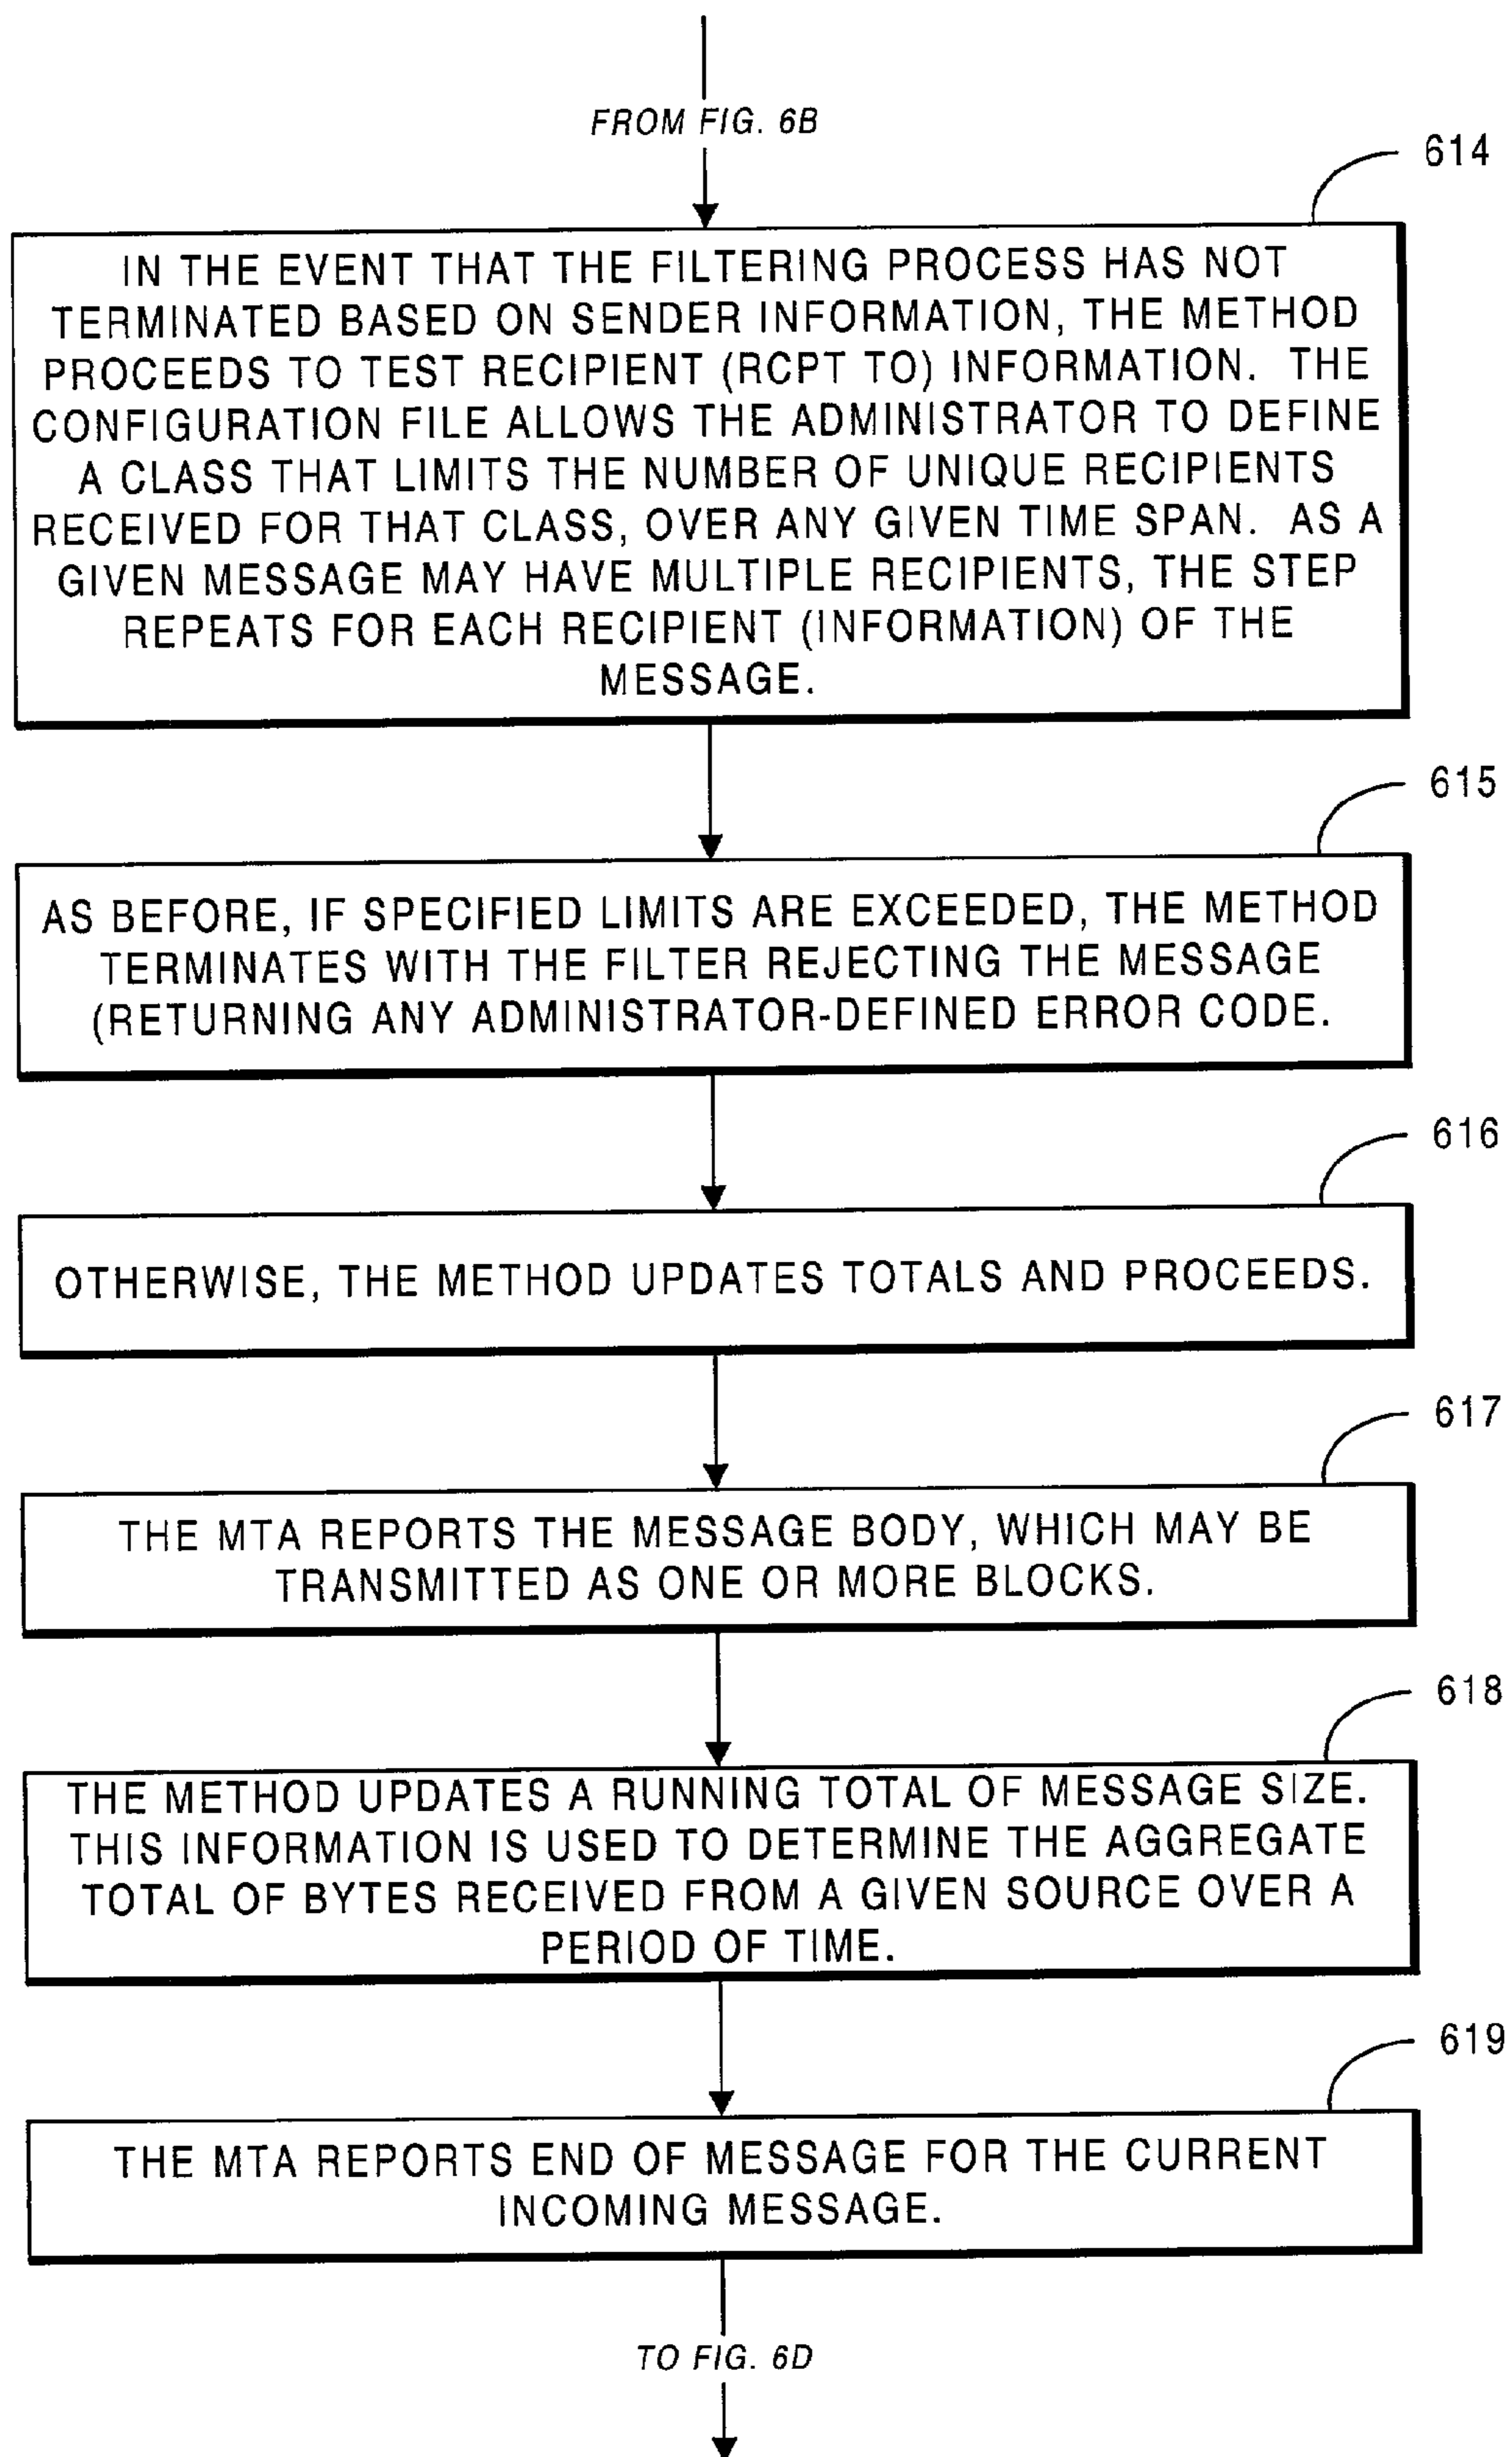 FROM FIG. 6B
614
IN THE EVENT THAT THE FILTERING PROCESS HAS NOT
TERMINATED BASED ON SENDER INFORMATION, THE METHOD
PROCEEDS TO TEST RECIPIENT (RCPT TO) INFORMATION. THE
CONFIGURATION FILE ALLOWS THE ADMINISTRATOR TO DEFINE
A CLASS THAT LIMITS THE NUMBER OF UNIQUE RECIPIENTS
RECEIVED FOR THAT CLASS, OVER ANY GIVEN TIME SPAN. AS A
GIVEN MESSAGE MAY HAVE MULTIPLE RECIPIENTS, THE STEP
REPEATS FOR EACH RECIPIENT (INFORMATION) OF THE
MESSAGE.
615
AS BEFORE, IF SPECIFIED LIMITS ARE EXCEEDED, THE METHOD
TERMINATES WITH THE FILTER REJECTING THE MESSAGE
(RETURNING ANY ADMINISTRATOR-DEFINED ERROR CODE.
616
OTHERWISE, THE METHOD UPDATES TOTALS AND PROCEEDS.
617
THE MTA REPORTS THE MESSAGE BODY, WHICH MAY BE
TRANSMITTED AS ONE OR MORE BLOCKS.
618
THE METHOD UPDATES A RUNNING TOTAL OF MESSAGE SIZE.
THIS INFORMATION IS USED TO DETERMINE THE AGGREGATE
TOTAL OF BYTES RECEIVED FROM A GIVEN SOURCE OVER A
PERIOD OF TIME.
619
THE MTA REPORTS END OF MESSAGE FOR THE CURRENT
INCOMING MESSAGE.
TO FIG. 6D